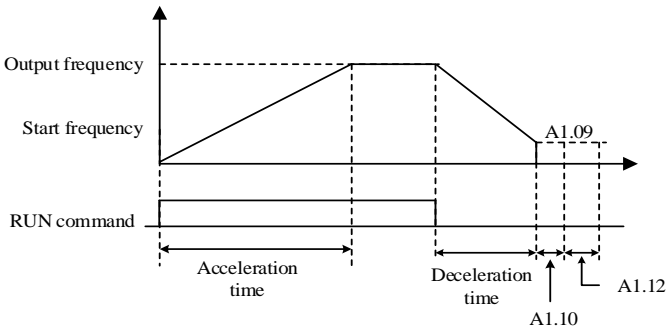 Output frequency
Start frequency
A1.09
RUN command
Acceleration
time
Deceleration
time
A1.12
A1.10